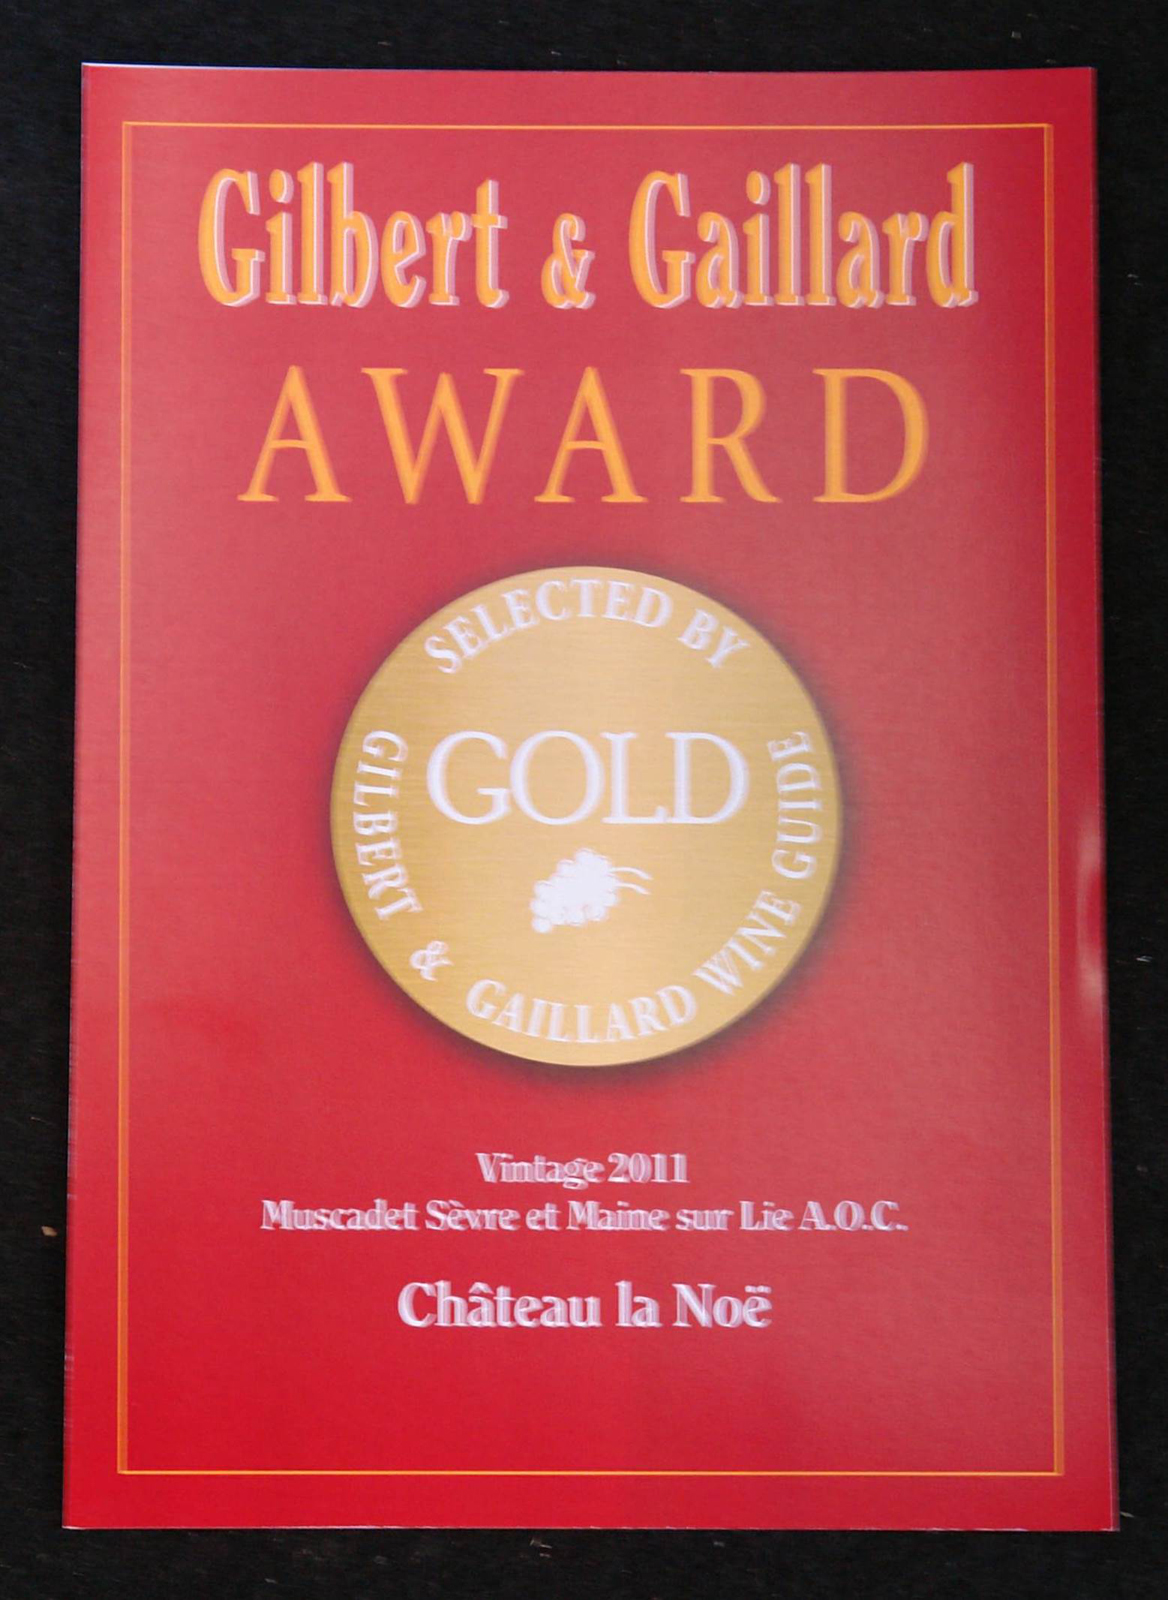 Gilbert & Gaillard
AWARD
SELECTED BY
GOLD
GILBERT & GAILLARD WINE GUIDE
Vintage 2011
Muscadet Sèvre et Maine sur Lie A.O.C.
Château la Noë